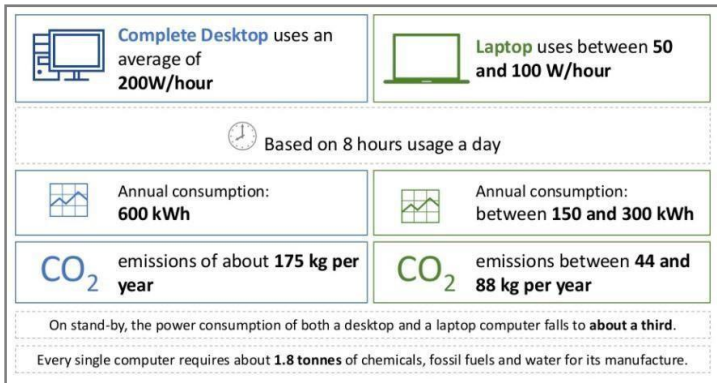 Complete Desktop uses an
average of
200W/hour
Laptop uses between 50
and 100 W/hour
Based on 8 hours usage a day
Annual consumption:
600 kWh
Annual consumption:
between 150 and 300 kWh
CO2
emissions of about 175 kg per
year
CO2
emissions between 44 and
88 kg per year
On stand-by, the power consumption of both a desktop and a laptop computer falls to about a third.
Every single computer requires about 1.8 tonnes of chemicals, fossil fuels and water for its manufacture.